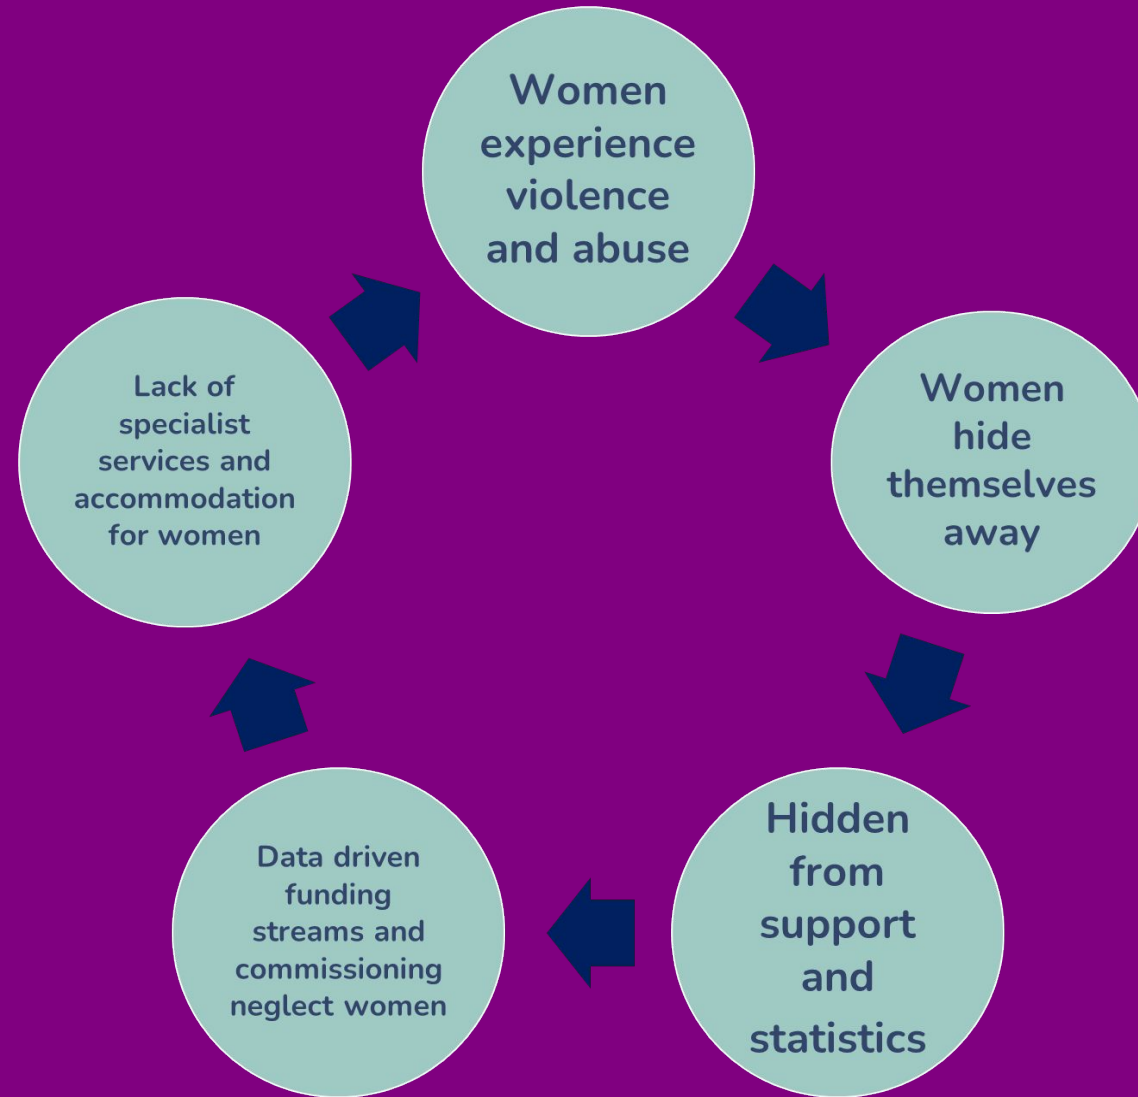 Women
experience
violence
and abuse
Women
hide
themselves
away
Hidden
from
support
and
statistics
Data driven
funding
streams and
commissioning
neglect women
Lack of
specialist
services and
accommodation
for women